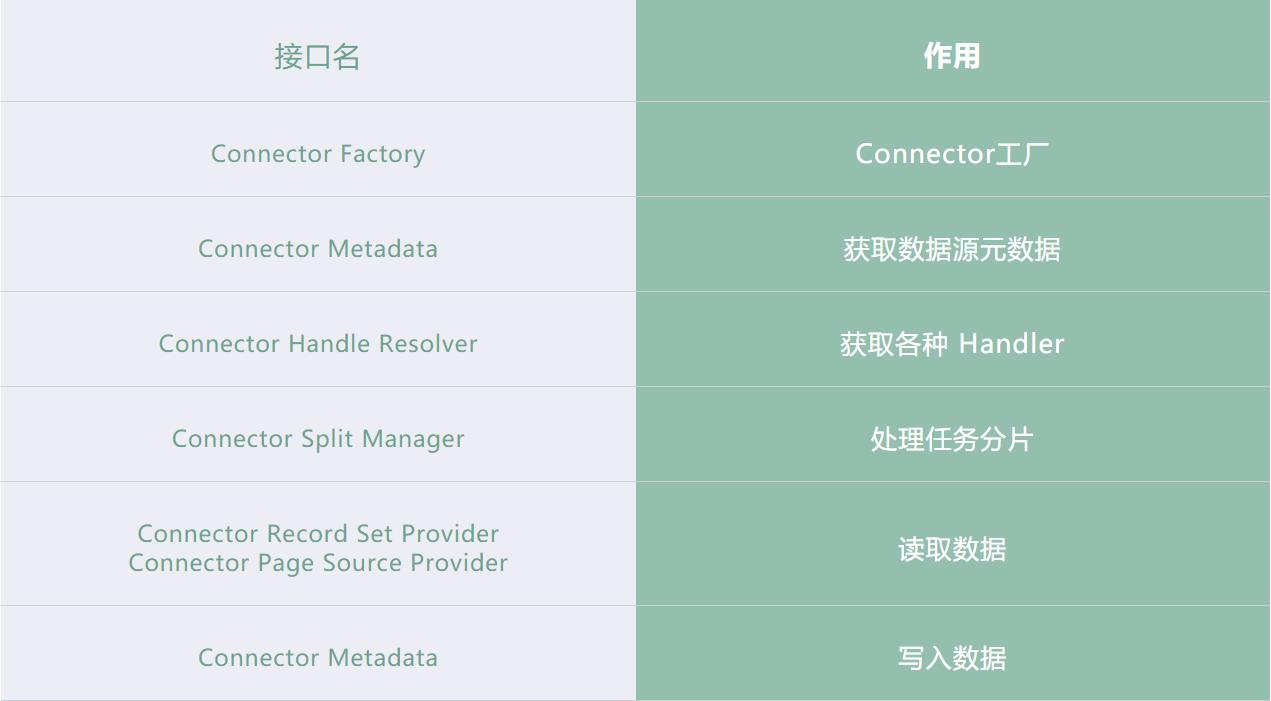 接口名
作用
Connector Factory
Connector工厂
Connector Metadata
获取数据源元数据
Connector Handle Resolver
获取各种 Handler
Connector Split Manager
处理任务分片
Connector Record Set Provider
Connector Page Source Provider
读取数据
Connector Metadata
写入数据